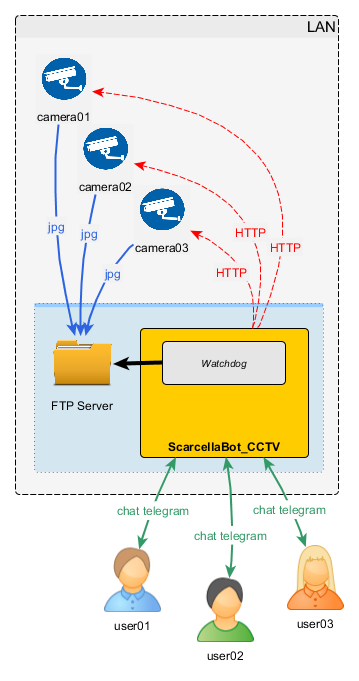 LAN
camera01
camera02
camera03
jpg
jpg
jpg
HTTP
HTTP
HTTP
Watchdog
FTP Server
ScarcellaBot_CCTV
chat telegram
chat telegram
chat telegram
user01
user02
user03